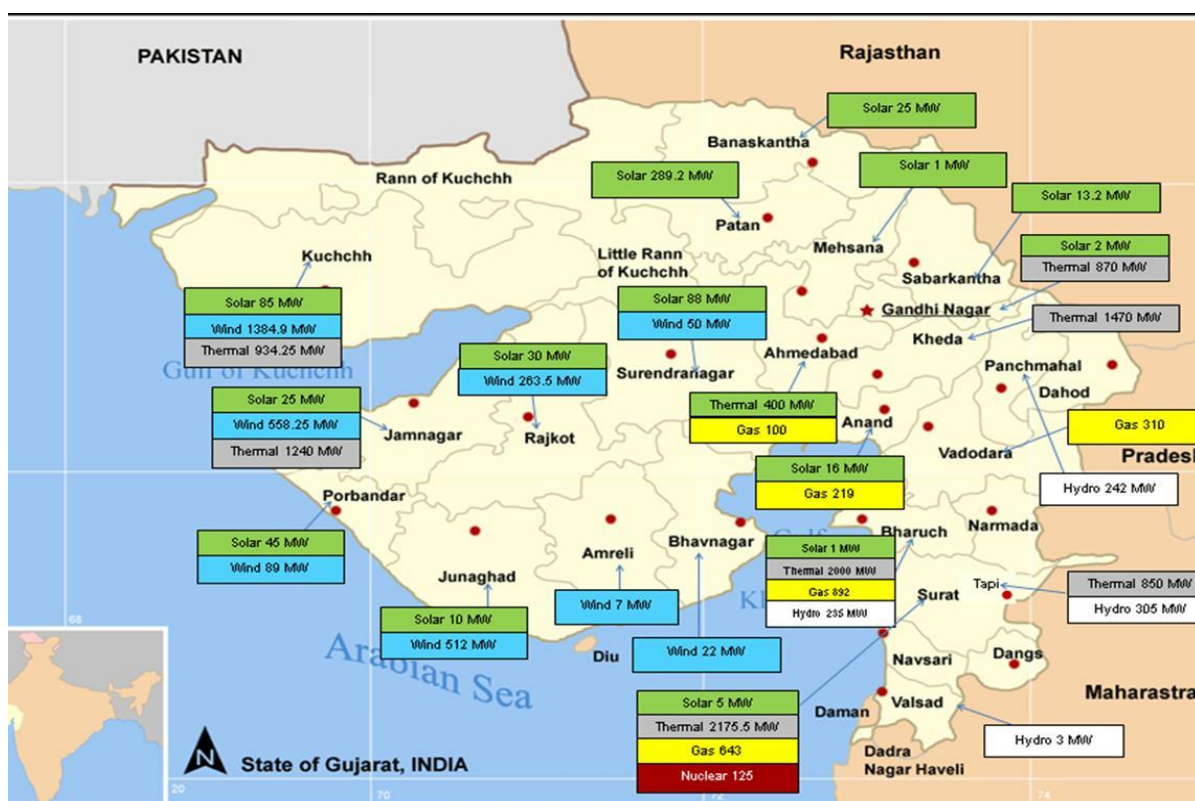 PAKISTAN
Rajasthan
Solar 25 MW
Banaskantha
Solar 1 MW
Rann of Kuchchh
Solar 289.2 MW
Solar 13.2 MW
Patan
Mehsana
Kuchchh
Little Rann
of Kuchchh
Solar 2 MW
Thermal 870 MW
Sabarkantha
Solar 85 MW
Wind 1384.9 MW
Thermal 934.25 MW
Solar 88 MW
Wind 50 MW
Gandhi Nagar
Thermal 1470 MW
Kheda
Solar 30 MW
Wind 263.5 MW
Ahmedabad
Panchmahal
Gulf of Kuchchh
Surendranagar
Dahod
Solar 25 MW
Wind 558.25 MW
Thermal 1240 MW
Thermal 400 MW
Gas 100
Anand
Gas 310
Jamnagar
Rajkot
Vadodara
Pradesh
Solar 16 MW
Gas 219
Hydro 242 MW
Porbandar
Narmada
Bharuch
Solar 45 MW
Wind 89 MW
Amreli
Bhavnagar
Solar 1 MW
Thermal 2000 MW
Gas 892
Hydro 235 MW
Junaghad
Tapi
Thermal 850 MW
Hydro 305 MW
Surat
Wind 7 MW
Solar 10 MW
Wind 512 MW
68
Arabian Sea
Diu
Wind 22 MW
Navsari
Dangs
Solar 5 MW
Thermal 2175.5 MW
Gas 643
Nuclear 125
Maharastra
Daman
Valsad
Hydro 3 MW
N
State of Gujarat, INDIA
Dadra
Nagar Haveli
20
70
72
74